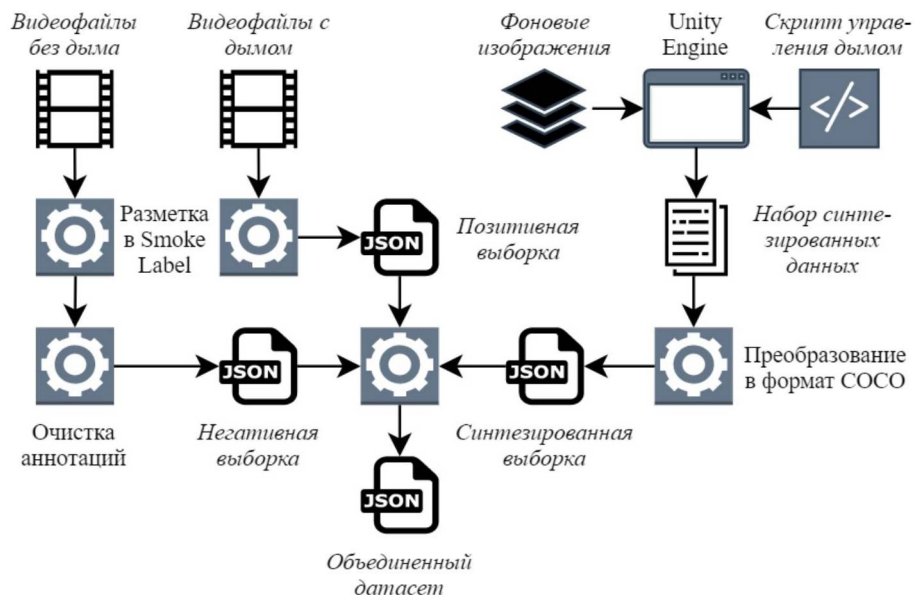 Видеофайлы
без дыма
Видеофайлы с
дымом
Фоновые
изображения
Unity
Engine
Скрипт управ-
ления дымом
Разметка
в Smoke
Label
JSON
Позитивная
выборка
Набор синте-
зированных
данных
JSON
JSON
Преобразование
в формат COCO
Очистка
аннотаций
Негативная
выборка
Синтезированная
выборка
JSON
Объединенный
датасет